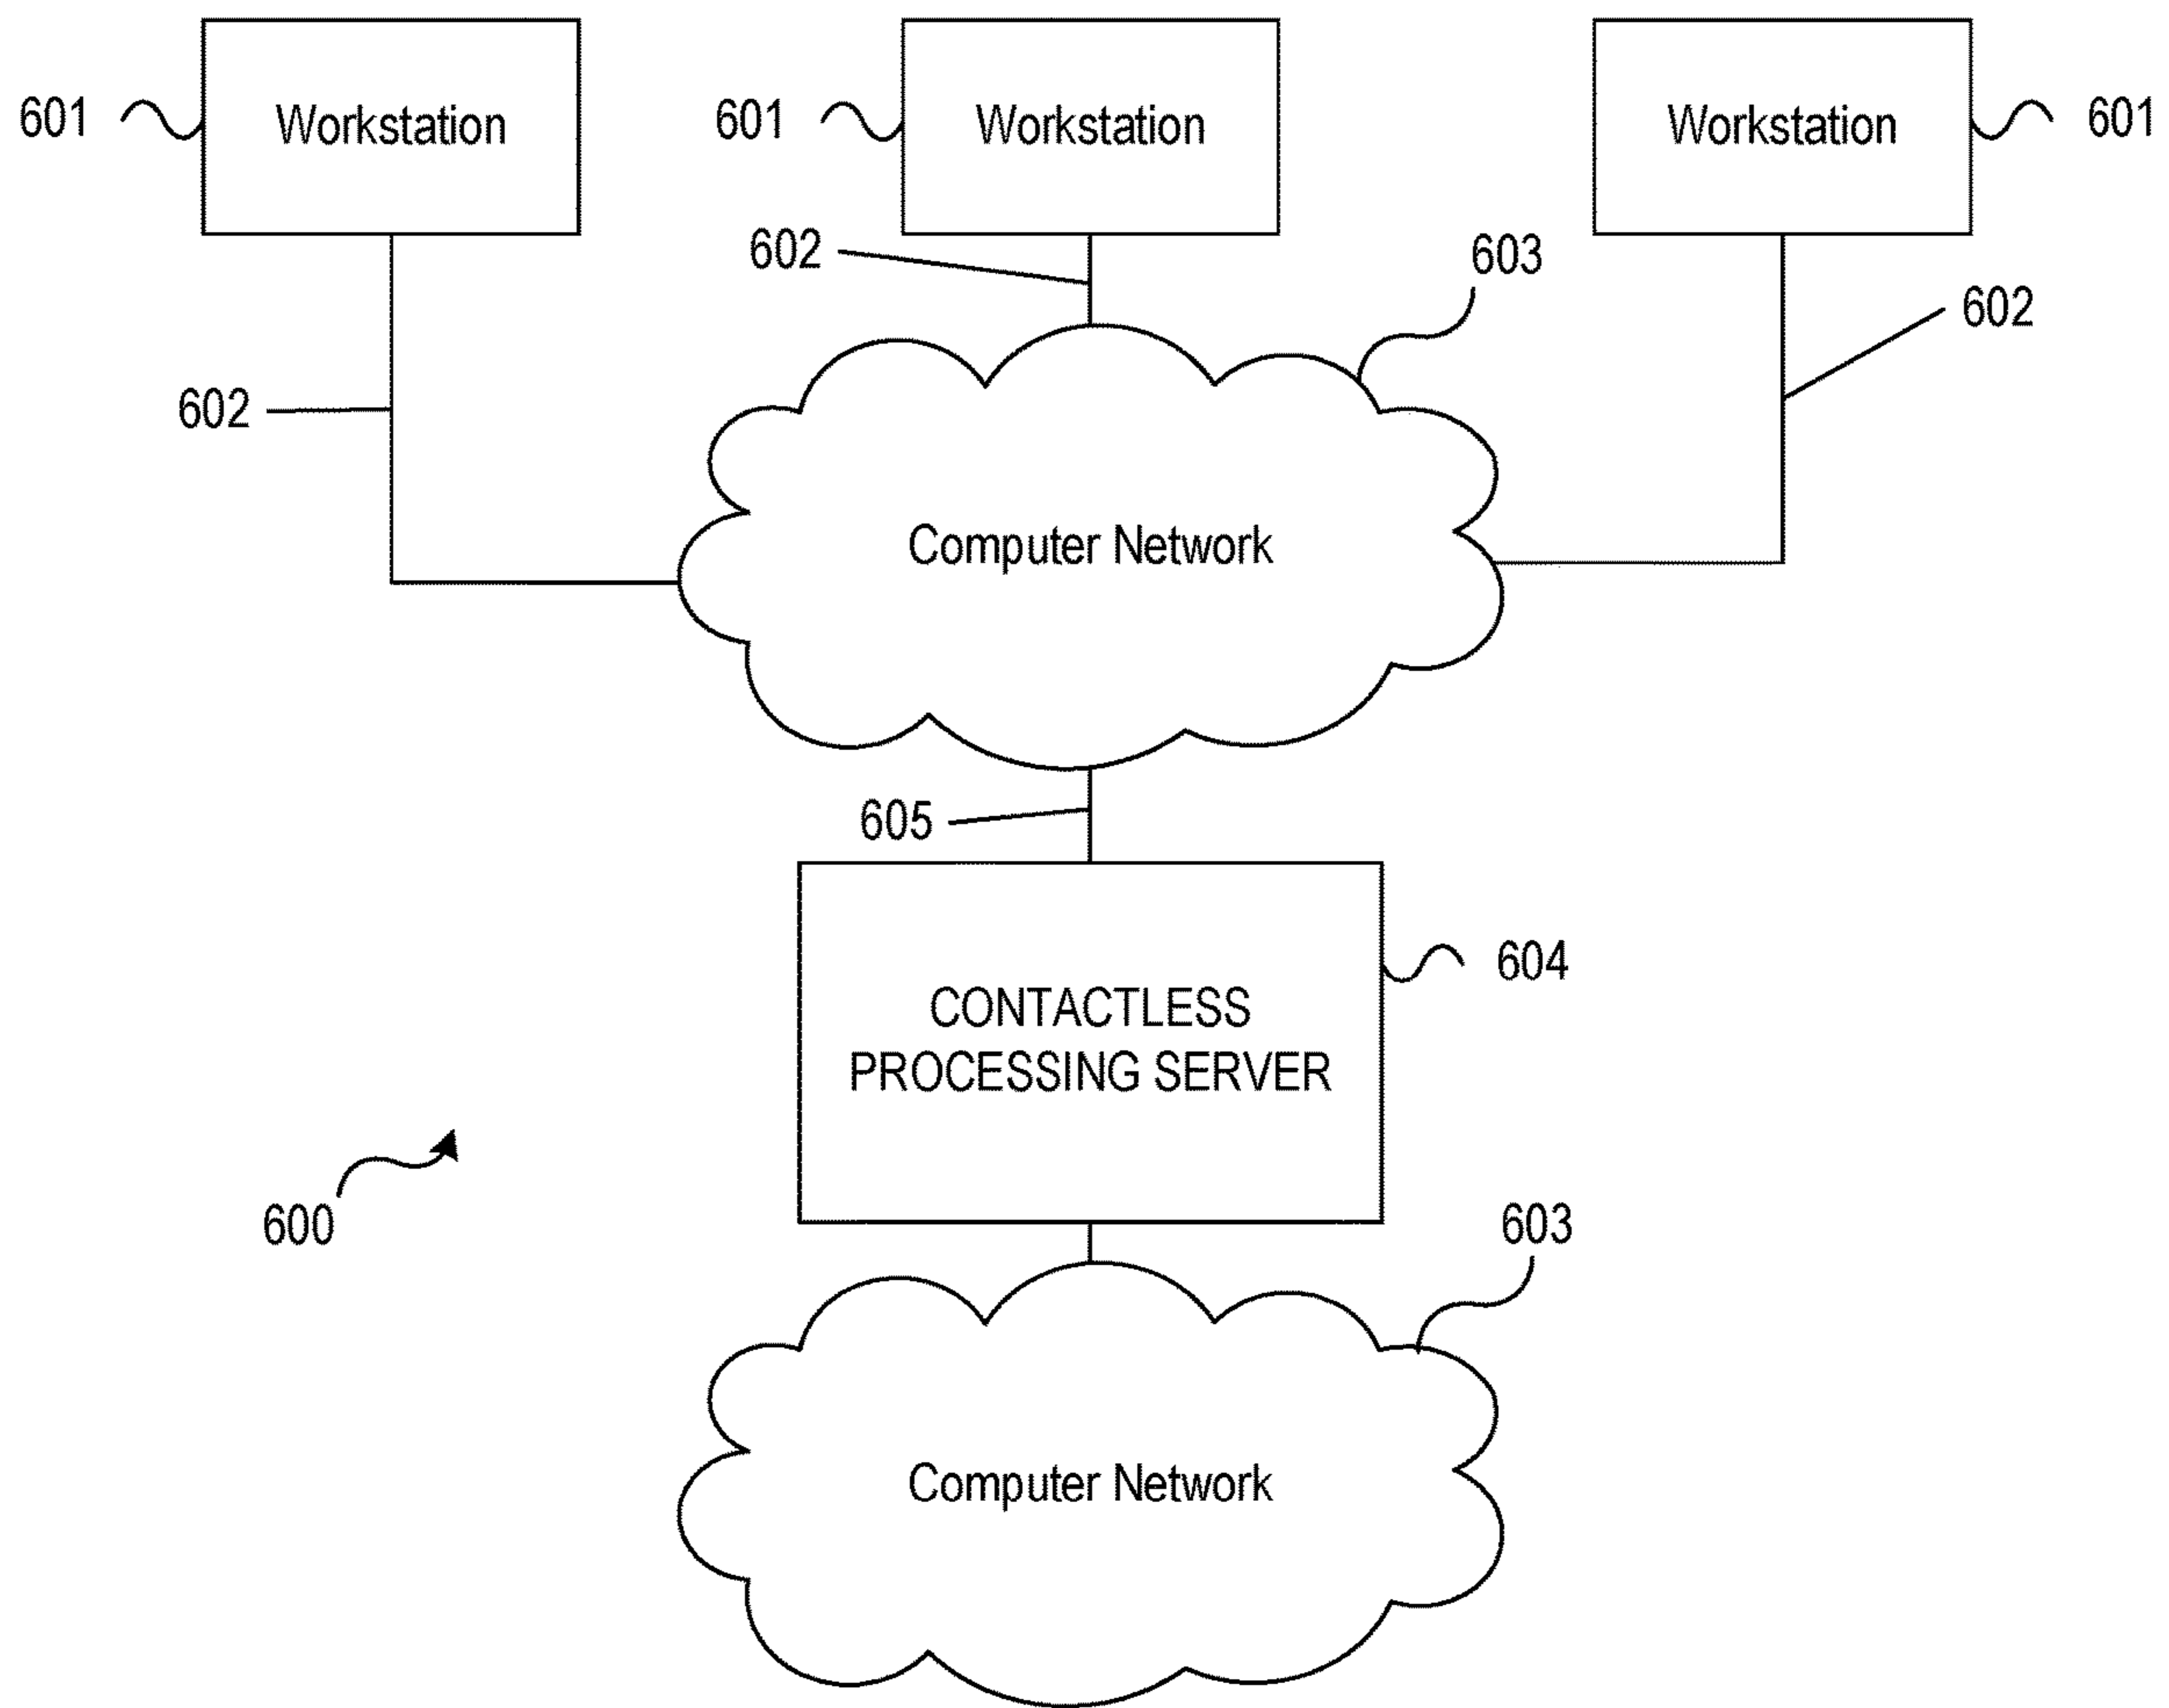 601
Workstation
601
Workstation
Workstation
601
602
603
602
602
Computer Network
605
604
CONTACTLESS
PROCESSING SERVER
600
603
Computer Network